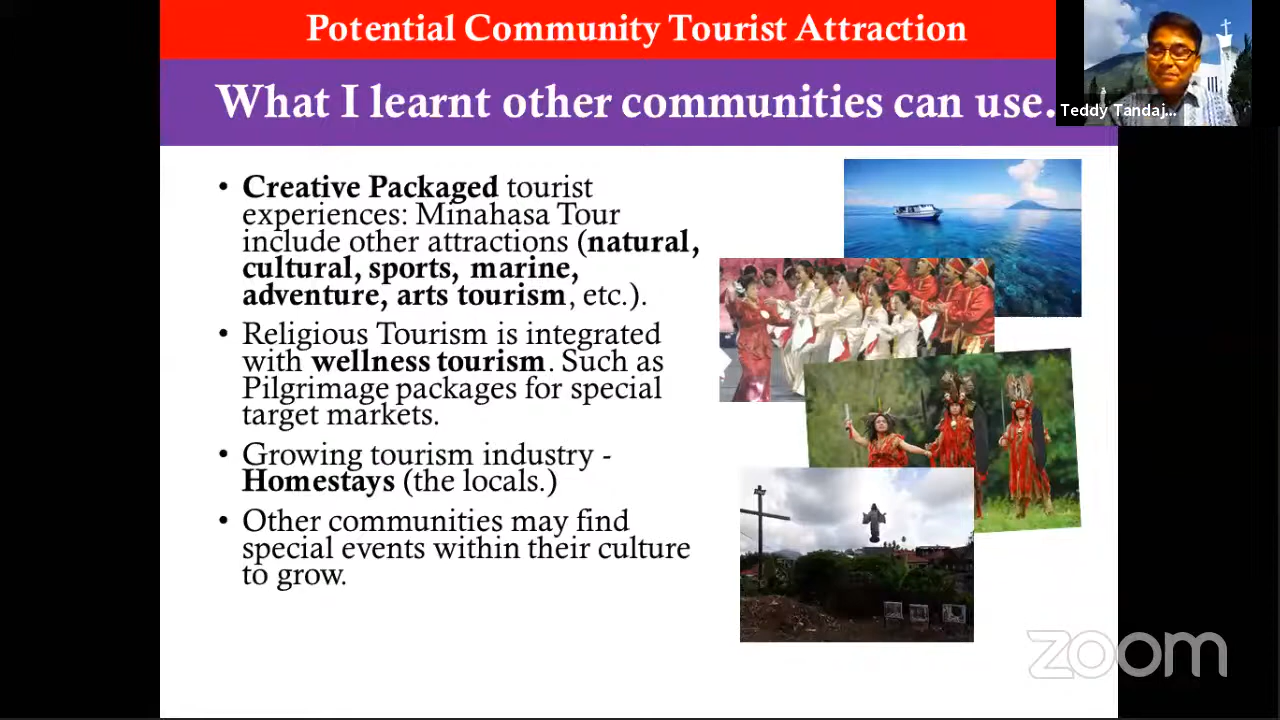 Potential Community Tourist Attraction
What I learnt other communities can use.
Teddy Tandaj...
• Creative Packaged tourist
experiences: Minahasa Tour
include other attractions (natural,
cultural, sports, marine,
adventure, arts tourism, etc.).
• Religious Tourism is integrated
with wellness tourism. Such as
Pilgrimage packages for special
target markets.
• Growing tourism industry -
Homestays (the locals.)
• Other communities may find
special events within their culture
to grow.
zoom